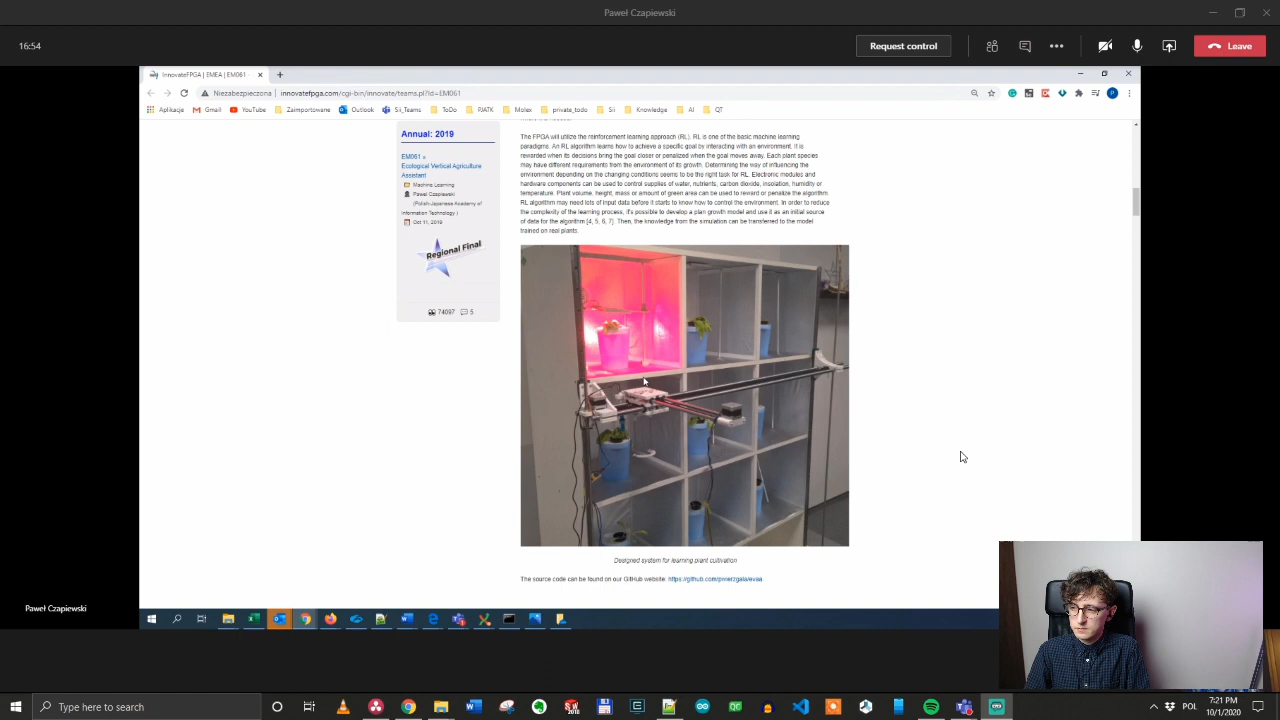 Paweł Czapiewski
16:54
Request control
Leave
InnovateFPGA | EMEA | EM061
Niezabezpieczona
innovatefpga.com/cgi-bin/innovate/teams.pl?Id=EM061
Aplikacje
Gmail
YouTube
Zaimportowane
Outlook
Sii_Teams
ToDo
PJATK
Molex
private_todo
Sii
Knowledge
AI
QT
Annual: 2019
EM061 »
Ecological Vertical Agriculture
Assistant
Machine Learning
Pawel Czapiewski
(Polish-Japanese Academy of
Information Technology )
Oct 11, 2019
Regional Final
74097
5
The FPGA will utilize the reinforcement learning approach (RL). RL is one of the basic machine learning
paradigms. An RL algorithm learns how to achieve a specific goal by interacting with an environment. It is
rewarded when its decisions bring the goal closer or penalized when the goal moves away. Each plant species
may have different requirements from the environment of its growth. Determining the way of influencing the
environment depending on the changing conditions seems to be the right task for RL. Electronic modules and
hardware components can be used to control supplies of water, nutrients, carbon dioxide, insolation, humidity or
temperature. Plant volume, height, mass or amount of green area can be used to reward or penalize the algorithm.
RL algorithm may need lots of input data before it starts to know how to control the environment. In order to reduce
the complexity of the learning process, it's possible to develop a plan growth model and use it as an initial source
of data for the algorithm [4, 5, 6, 7]. Then, the knowledge from the simulation can be transferred to the model
trained on real plants.
Designed system for learning plant cultivation
The source code can be found on our GitHub website: https://github.com/pwierzgala/evaa
Paweł Czapiewski
Type here to search
POL
7:21 PM
10/1/2020